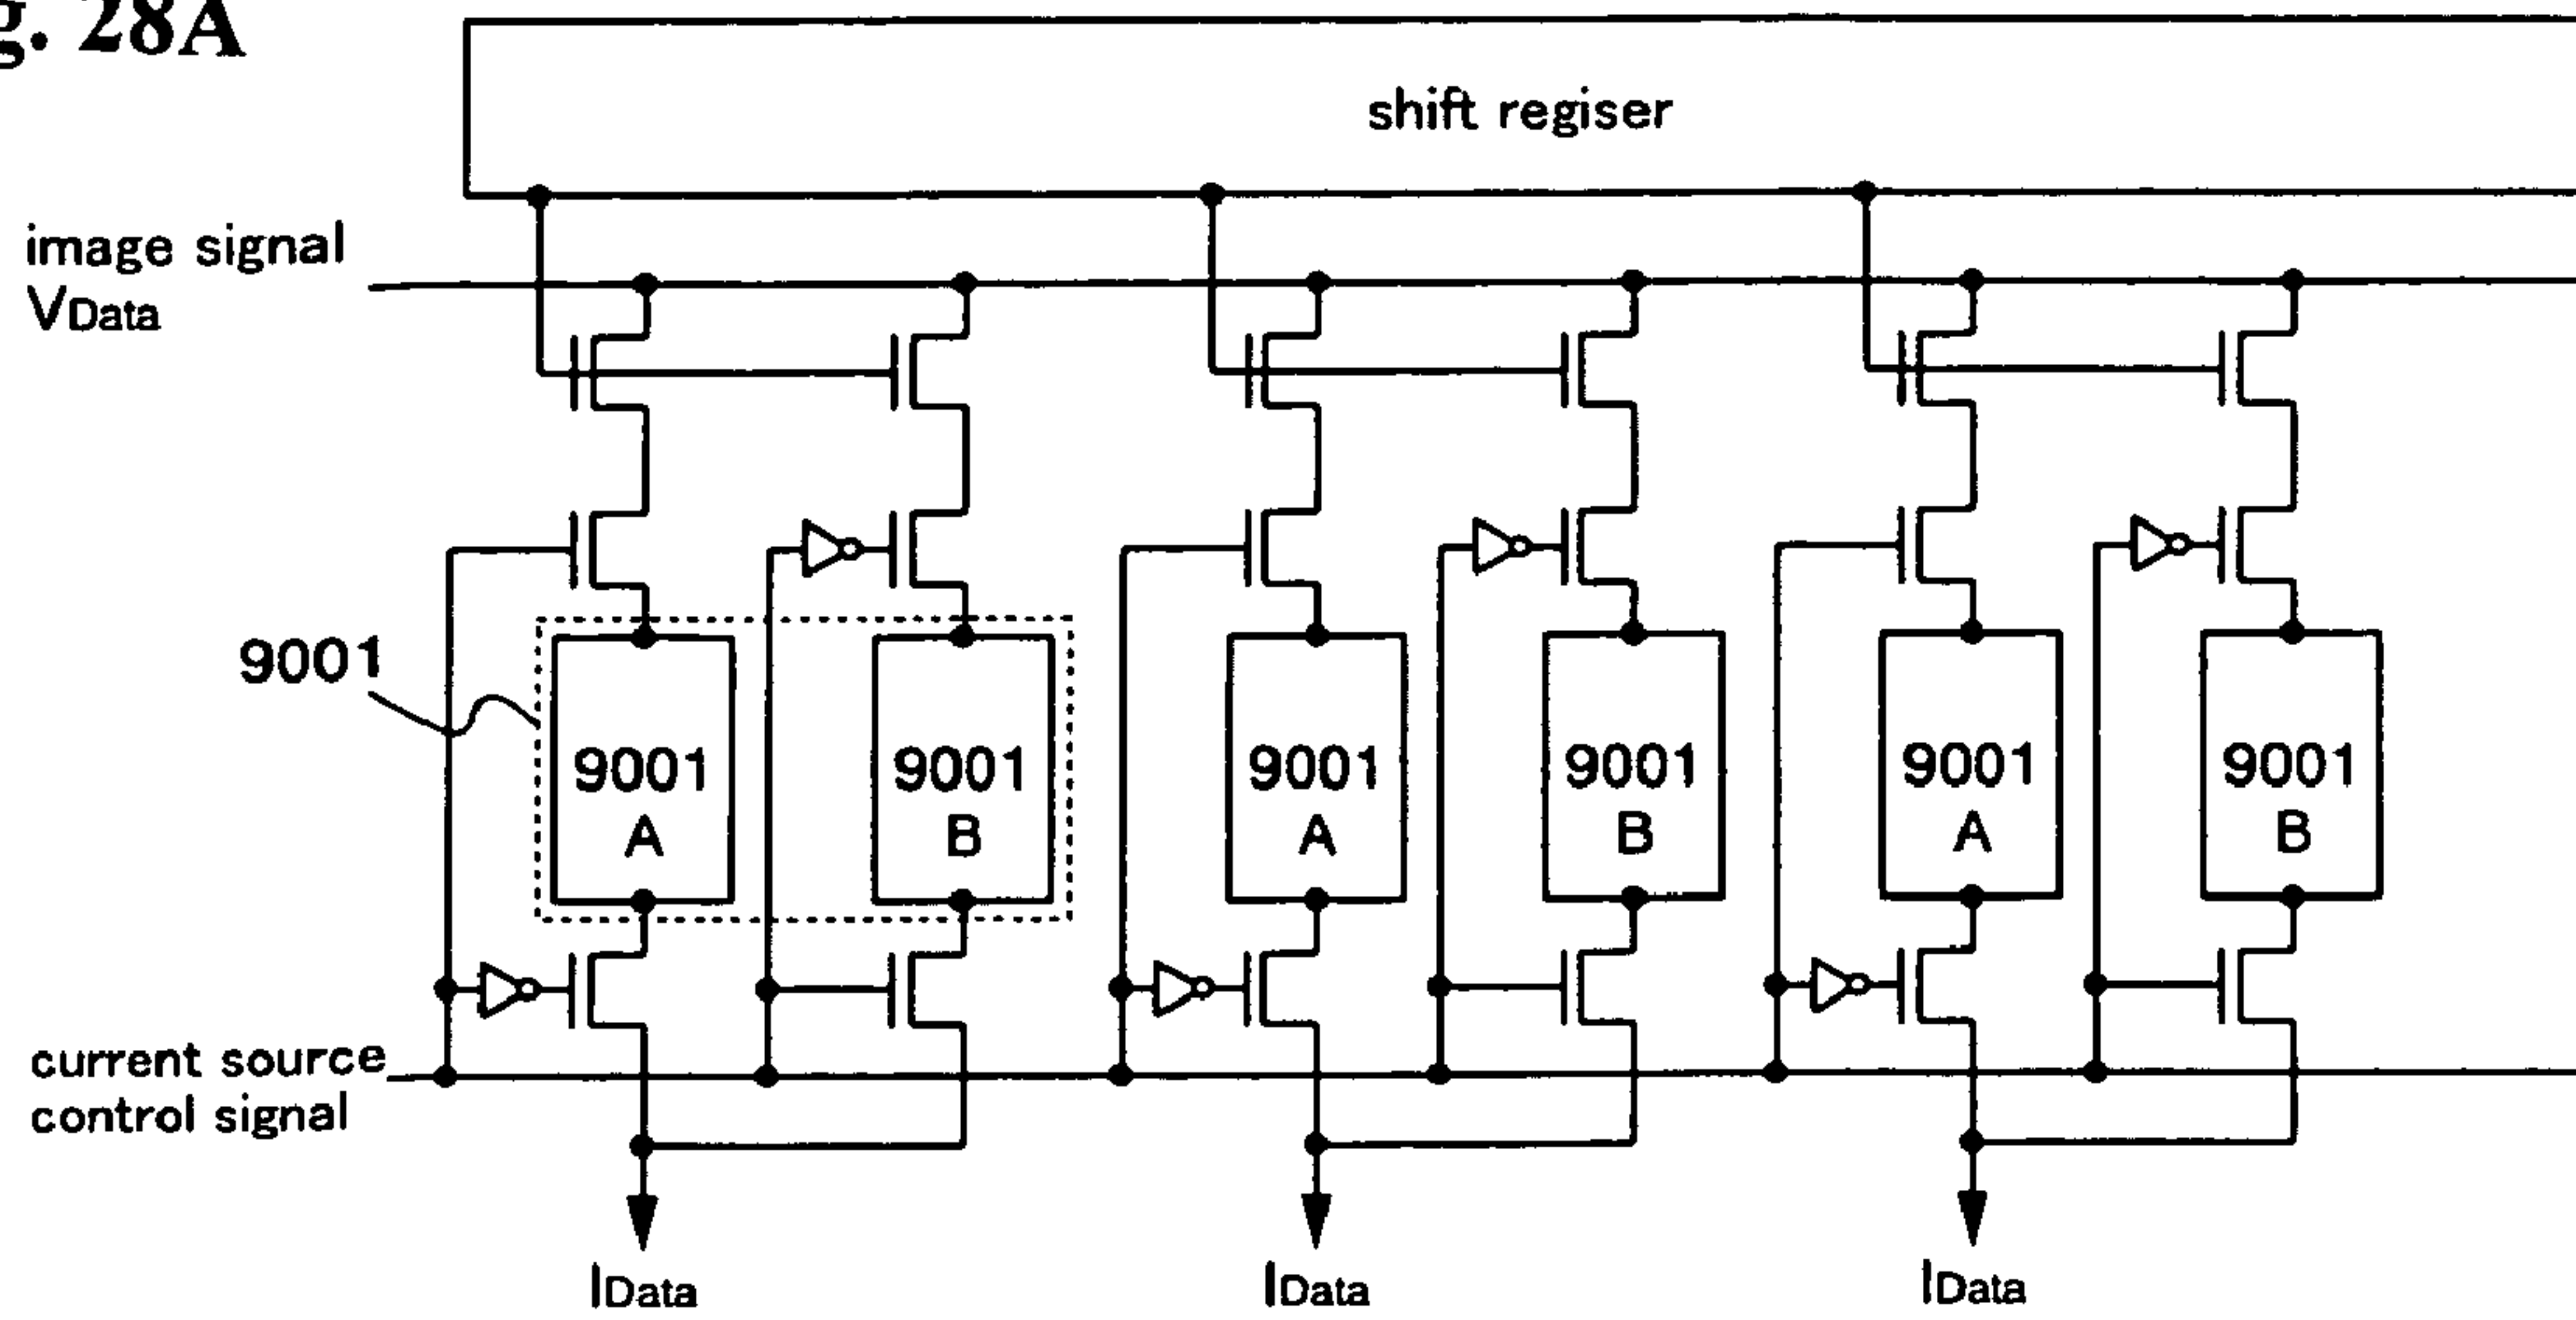 g. 28A
shift regiser
image signal
VData
9001
9001
A
9001
B
9001
A
9001
B
9001
A
9001
B
current source
control signal
IData
IData
IData